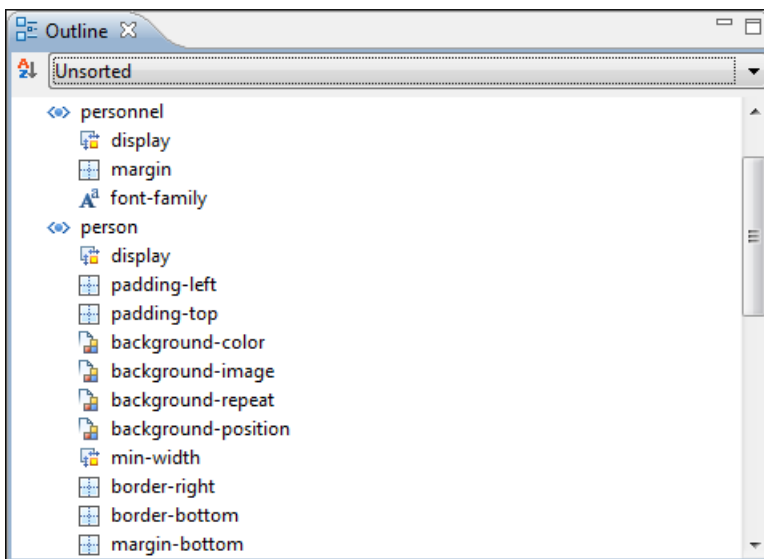 Outline
Unsorted
personnel
display
margin
font-family
person
display
padding-left
padding-top
background-color
background-image
background-repeat
background-position
min-width
border-right
border-bottom
margin-bottom